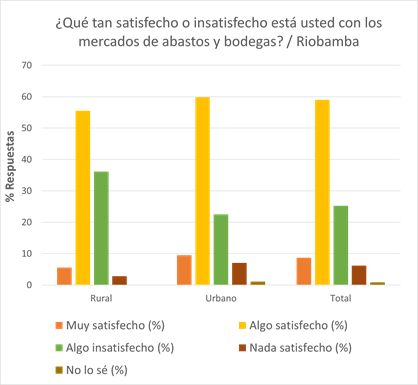 ¿Qué tan satisfecho o insatisfecho está usted con los
mercados de abastos y bodegas? / Riobamba
70
60
50
40
30
20
10
0
% Respuestas
Rural
Urbano
Total
Muy satisfecho (%)
Algo satisfecho (%)
Algo insatisfecho (%)
Nada satisfecho (%)
No lo sé (%)